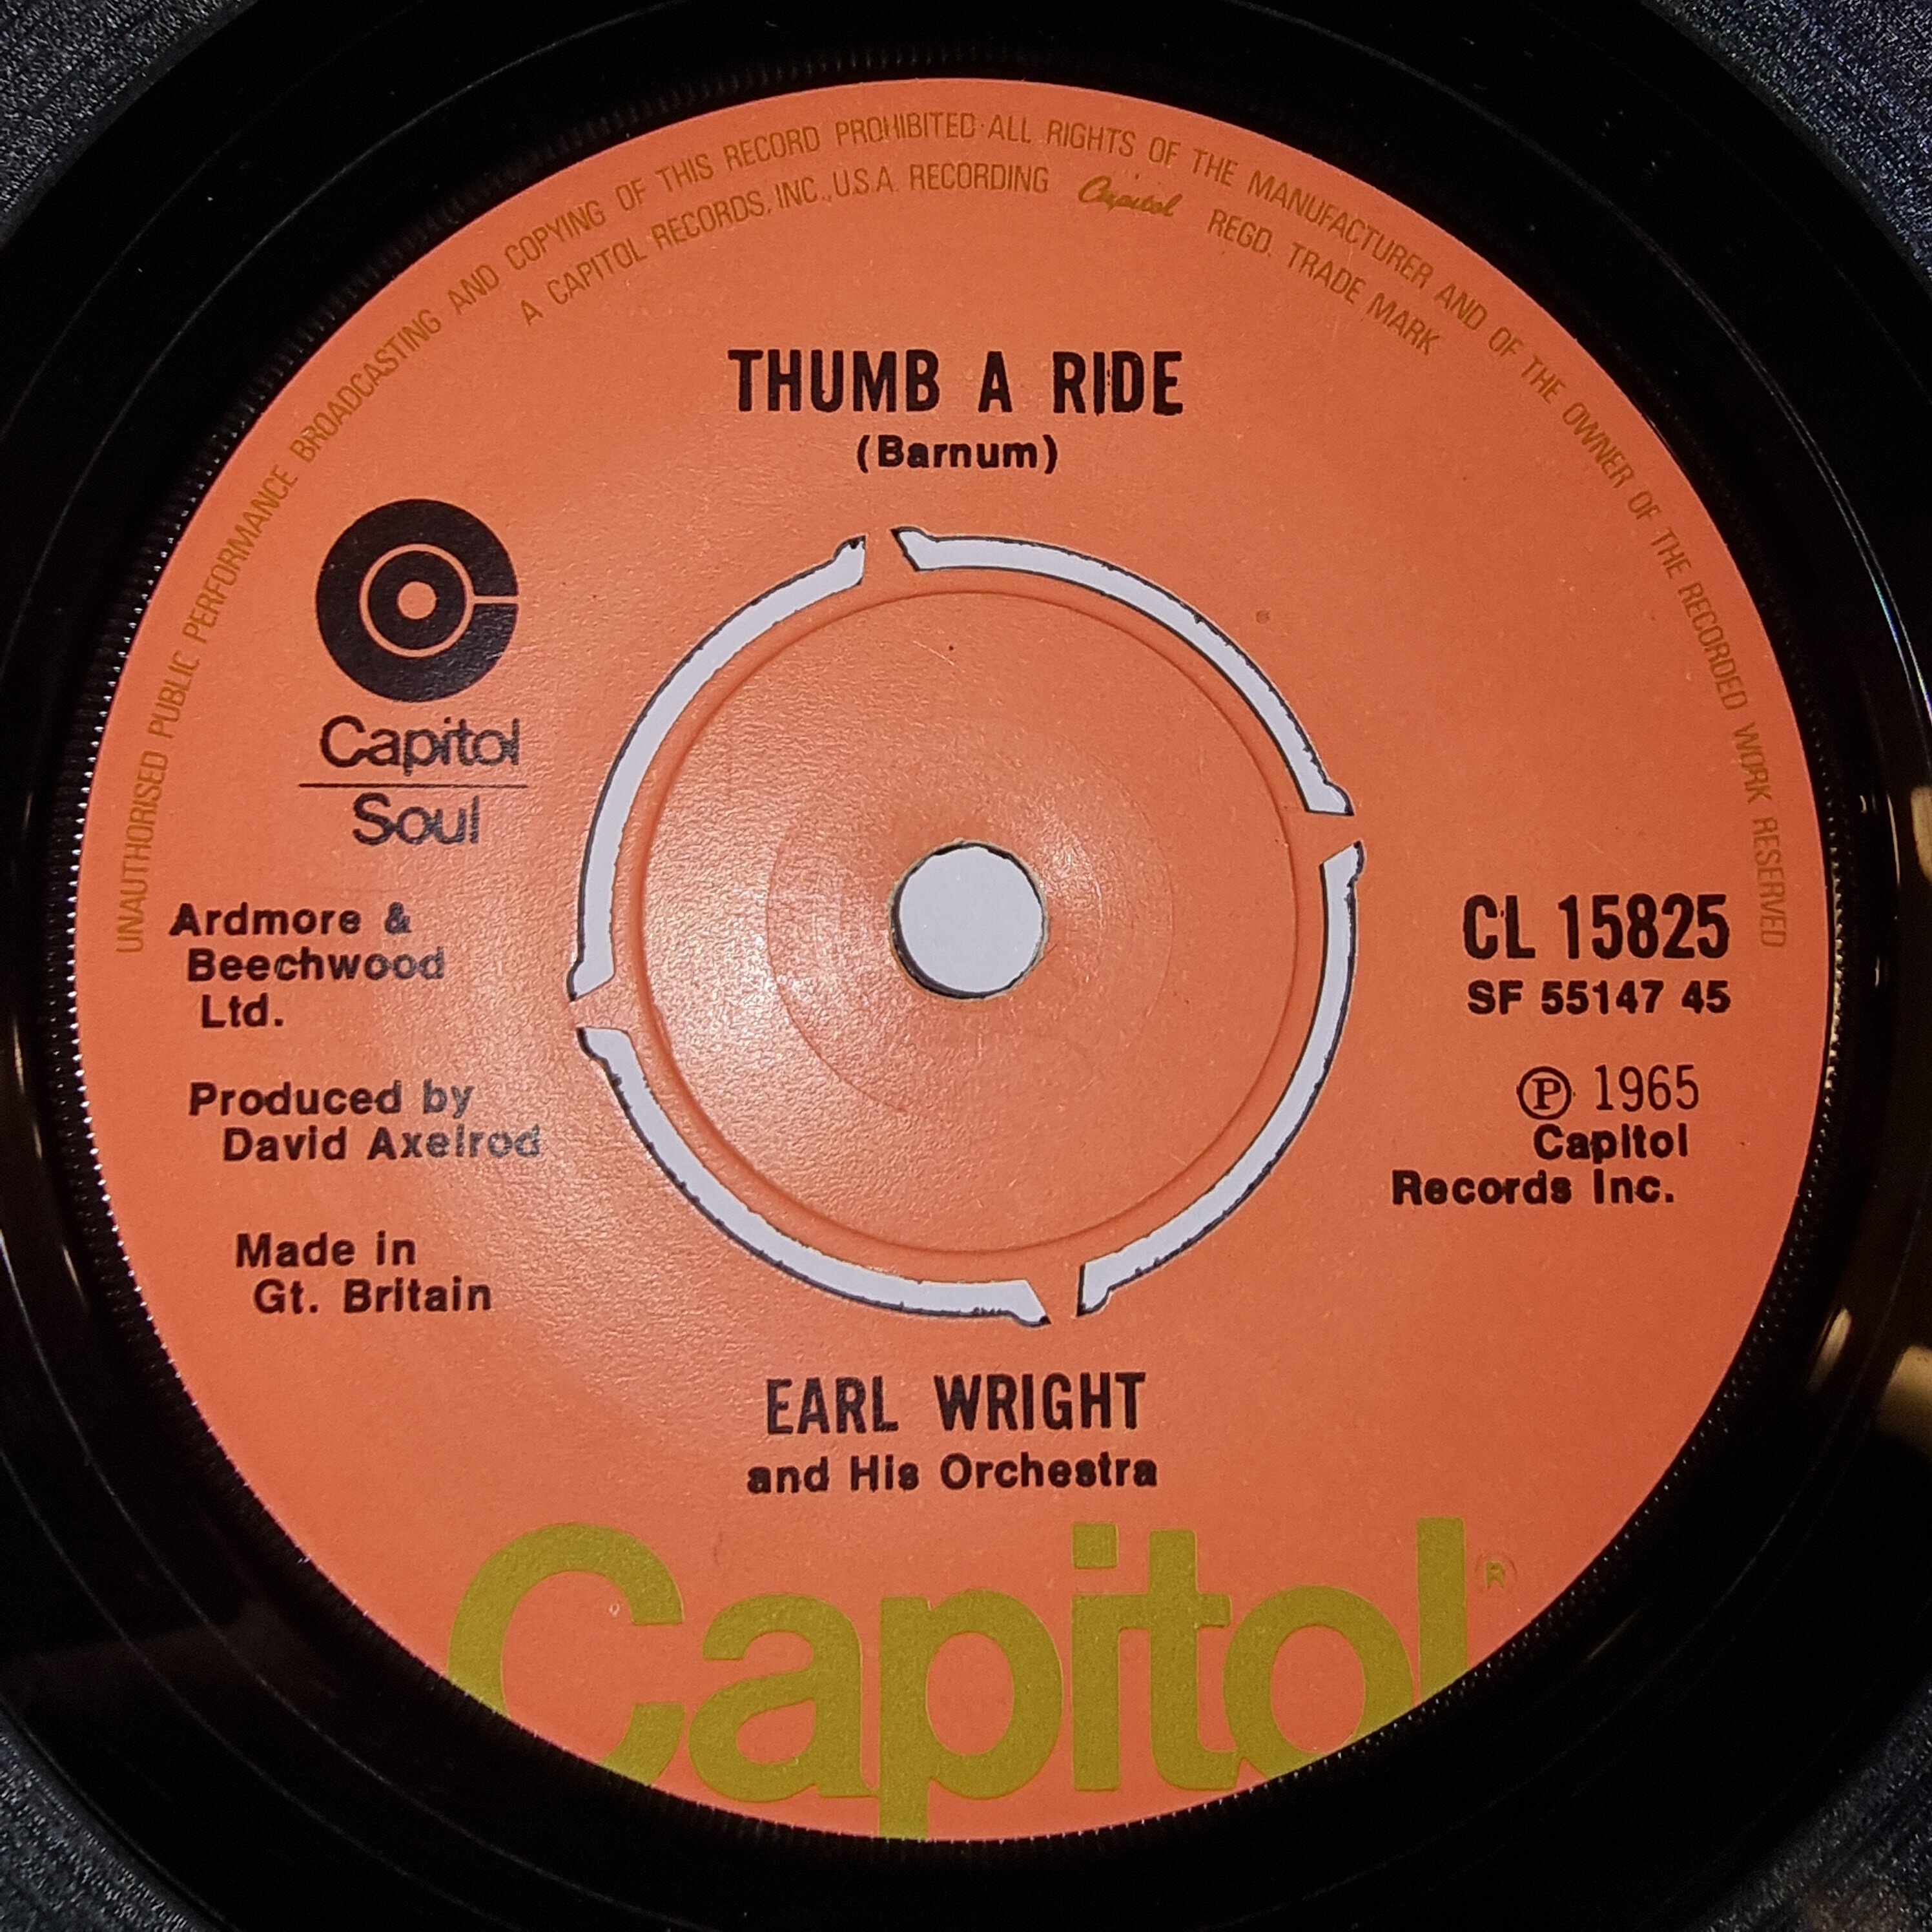 UNAUTHORISED PUBLIC PERFORMANCE BROADCASTING AND COPYING OF THIS RECORD PROHIBITED·ALL RIGHTS OF THE MANUFACTURER AND OF THE OWNER OF THE RECORDED WORK RESERVED
A CAPITOL RECORDS, INC., U.S.A. RECORDING Capitol REGD. TRADE MARK
THUMB A RIDE
(Barnum)
Capitol
Soul
Ardmore &
Beechwood
Ltd.
Produced by
David Axelrod
Made in
Gt. Britain
CL 15825
SF 55147 45
Ⓟ 1965
Capitol
Records Inc.
EARL WRIGHT
and His Orchestra
Capitol®